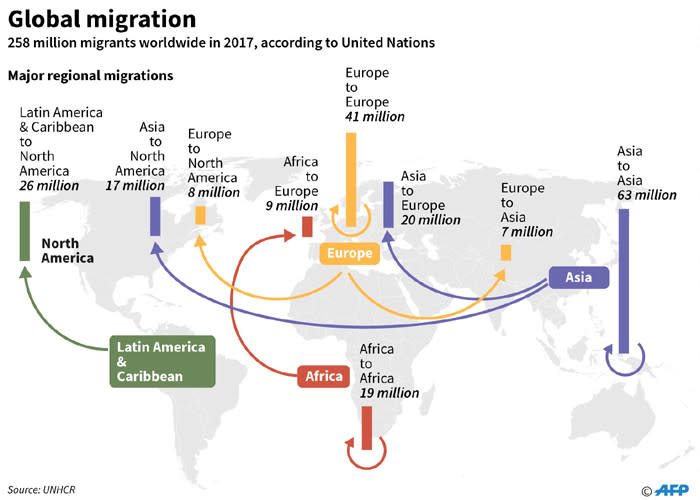 Global migration
258 million migrants worldwide in 2017, according to United Nations
Major regional migrations
Latin America
& Caribbean
to
North
America
26 million
Asia
to
North
America
17 million
Europe
to
North
America
8 million
Africa
to
Europe
9 million
Europe
to
Europe
41 million
Asia
to
Europe
20 million
Europe
to
Asia
7 million
Asia
to
Asia
63 million
North
America
Europe
Asia
Latin America
&
Caribbean
Africa
Africa
to
Africa
19 million
Source: UNHCR
© AFP